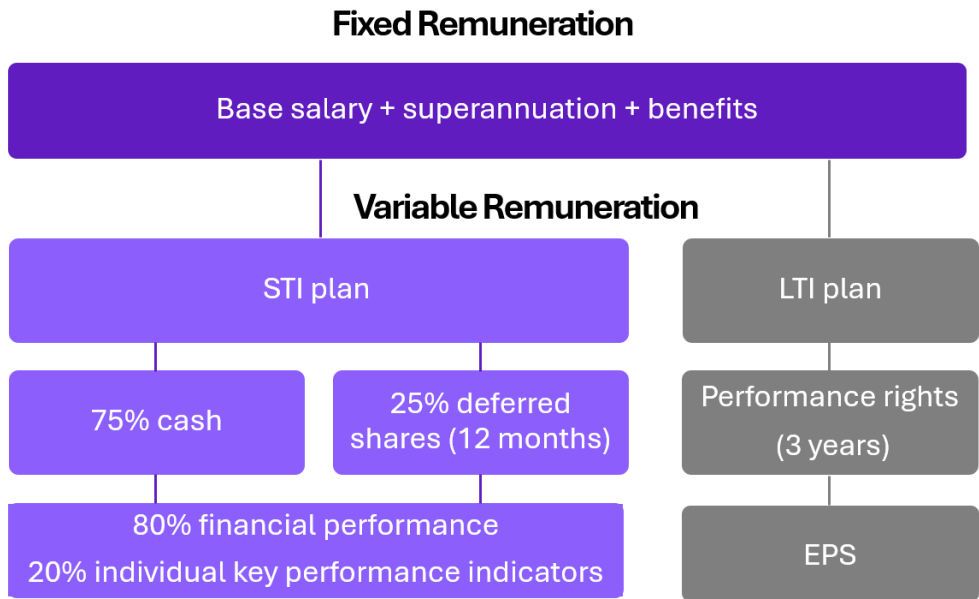 Fixed Remuneration
Base salary + superannuation + benefits
Variable Remuneration
STI plan
LTI plan
75% cash
25% deferred
shares (12 months)
Performance rights
(3 years)
80% financial performance
20% individual key performance indicators
EPS